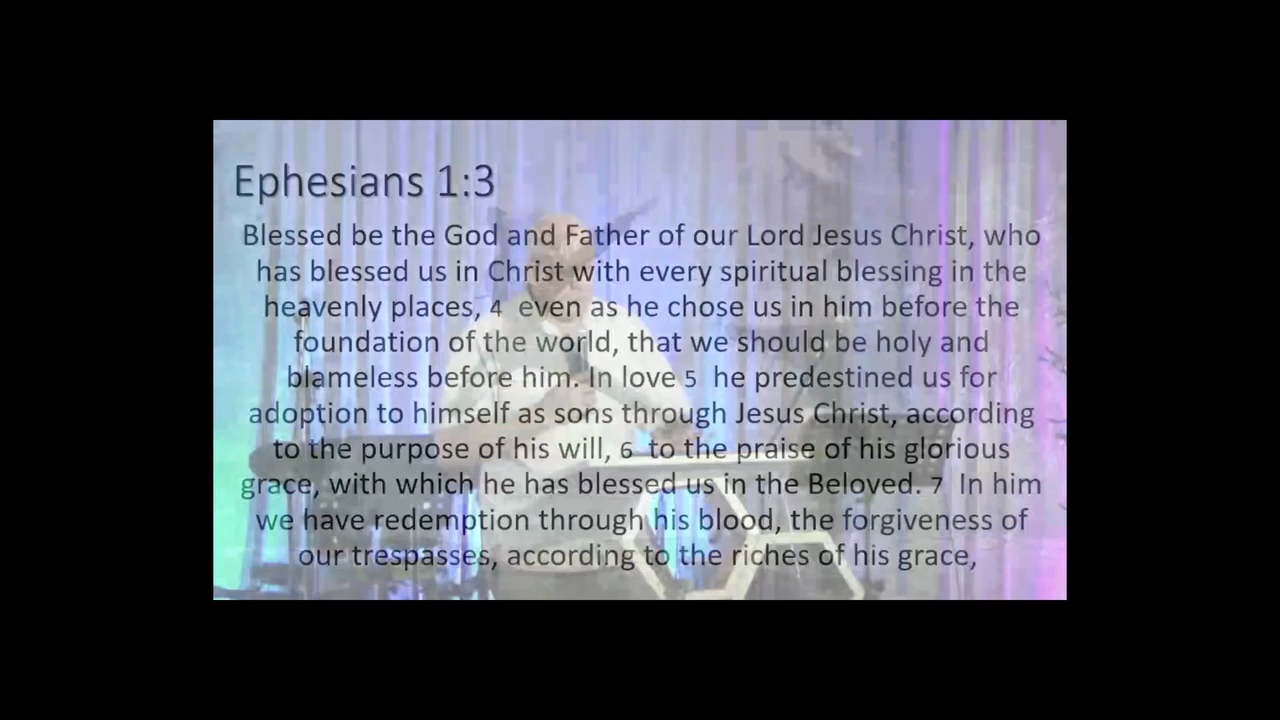 Ephesians 1:3
Blessed be the God and Father of our Lord Jesus Christ, who
has blessed us in Christ with every spiritual blessing in the
heavenly places, 4 even as he chose us in him before the
foundation of the world, that we should be holy and
blameless before him. In love 5 he predestined us for
adoption to himself as sons through Jesus Christ, according
to the purpose of his will, 6 to the praise of his glorious
grace, with which he has blessed us in the Beloved. 7 In him
we have redemption through his blood, the forgiveness of
our trespasses, according to the riches of his grace,